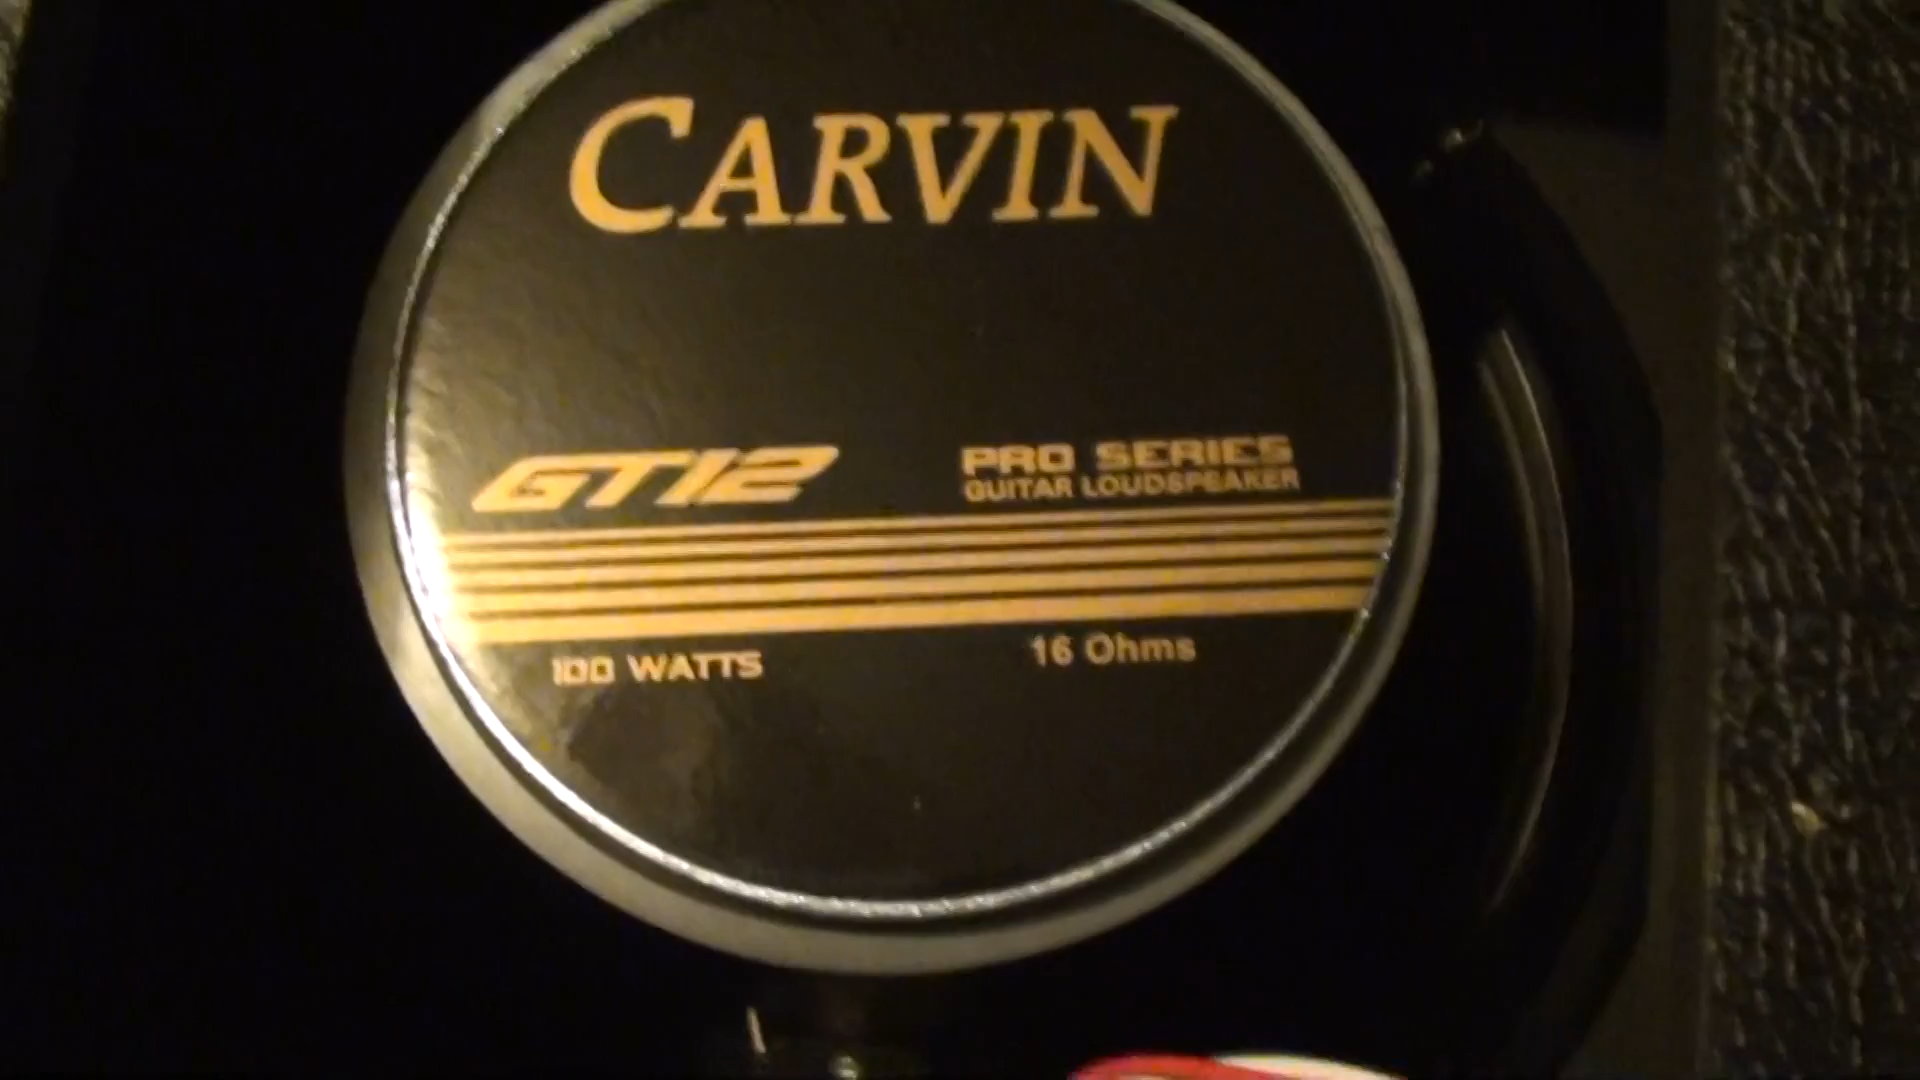 CARVIN
GT12
PRO SERIES
GUITAR LOUDSPEAKER
100 WATTS
16 Ohms